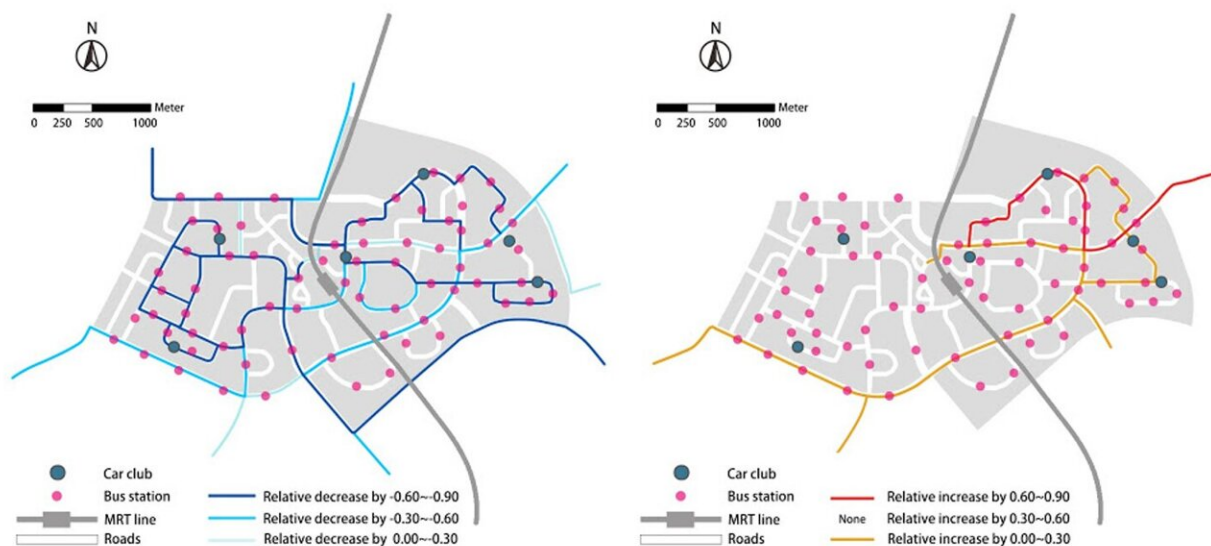 N
Meter
0 250 500 1000
Car club
Bus station
MRT line
Roads
Relative decrease by -0.60~-0.90
Relative decrease by -0.30~-0.60
Relative decrease by 0.00~-0.30
N
Meter
0 250 500 1000
Car club
Bus station
MRT line
Roads
Relative increase by 0.60~0.90
None Relative increase by 0.30~0.60
Relative increase by 0.00~0.30